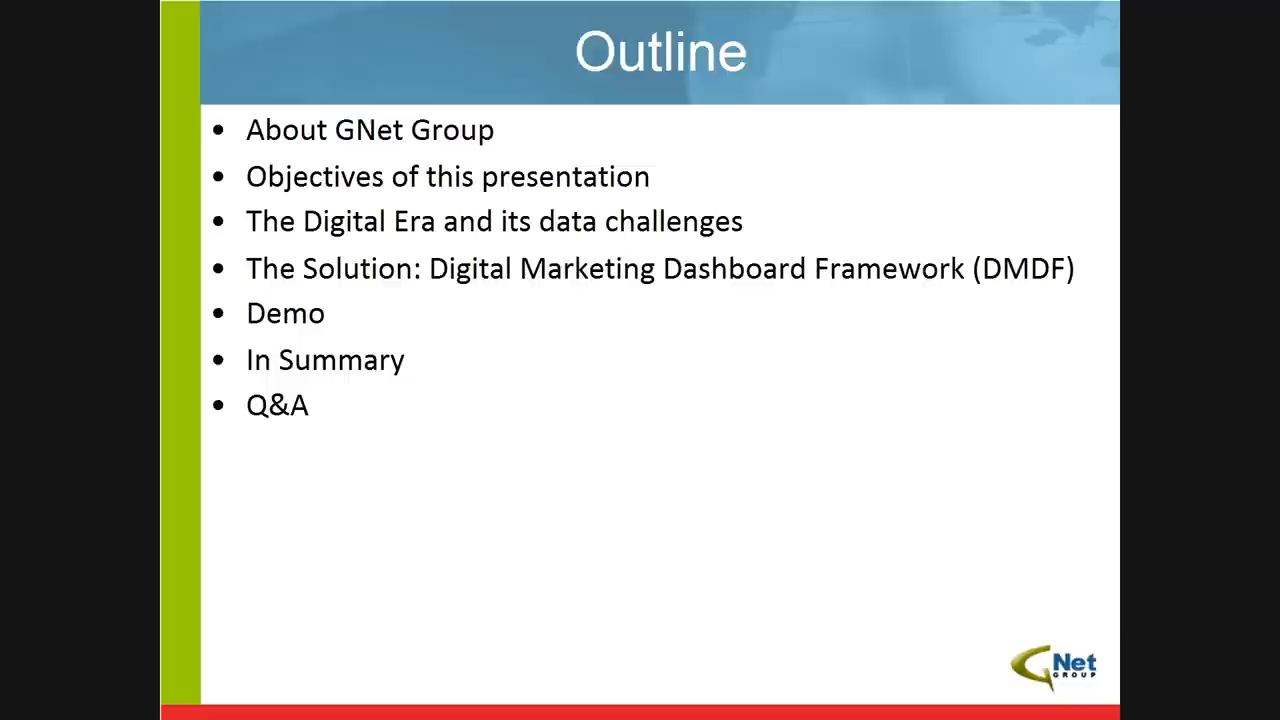 Outline
• About GNet Group
• Objectives of this presentation
• The Digital Era and its data challenges
• The Solution: Digital Marketing Dashboard Framework (DMDF)
• Demo
• In Summary
• Q&A
GNet
GROUP